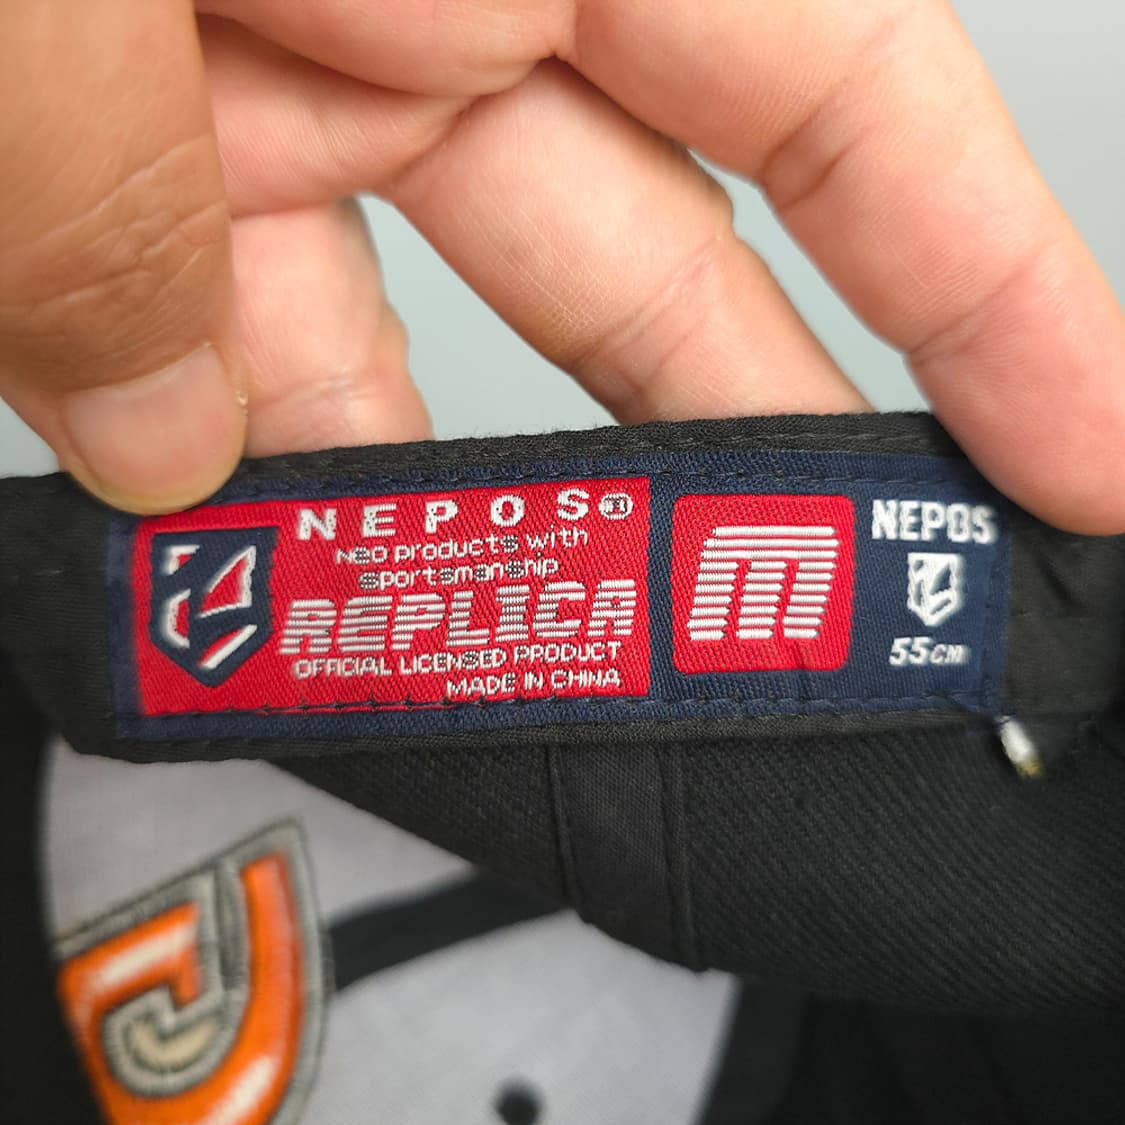 NEPOS®
Neo products with
sportsmanship
REPLICA
OFFICIAL LICENSED PRODUCT
MADE IN CHINA
M
NEPOS
55CM